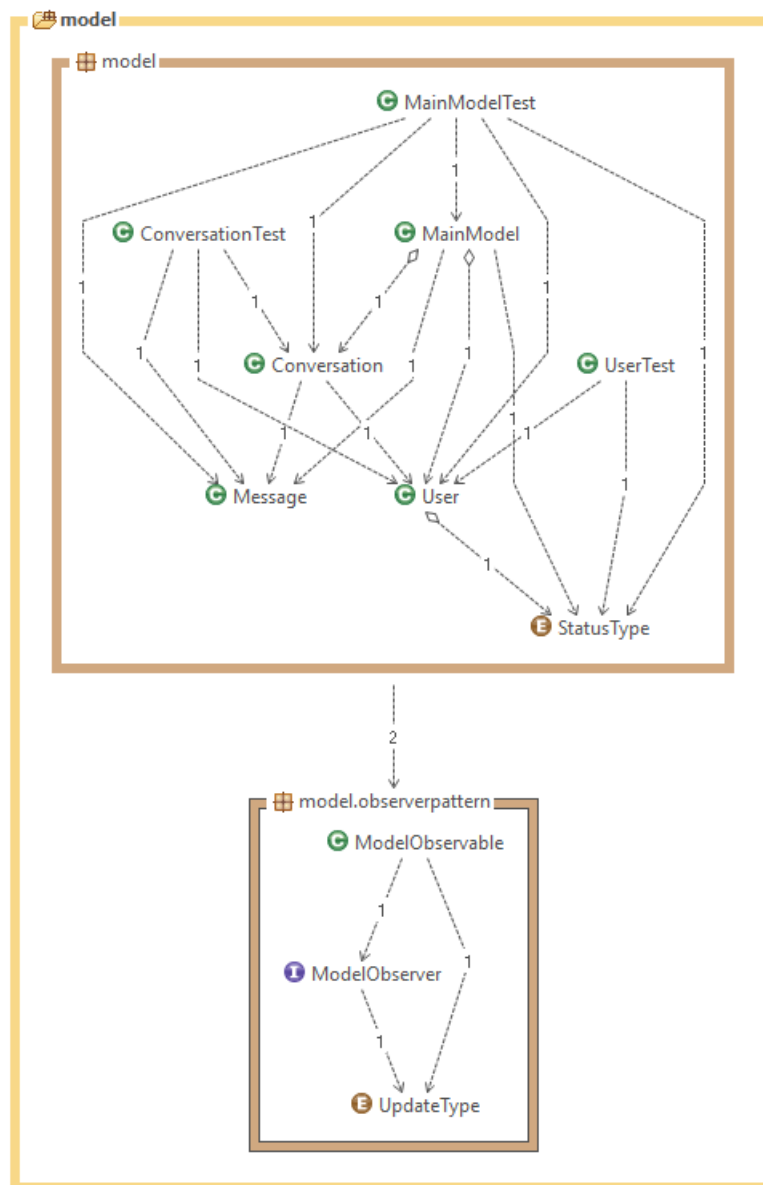 model
model
C MainModelTest
1
1
C ConversationTest
C MainModel
1
1
1
1
1
1
1
1
1
C Conversation
C UserTest
1
1
1
1
1
C Message
C User
1
E StatusType
2
model.observerpattern
C ModelObservable
1
1
I ModelObserver
1
E UpdateType